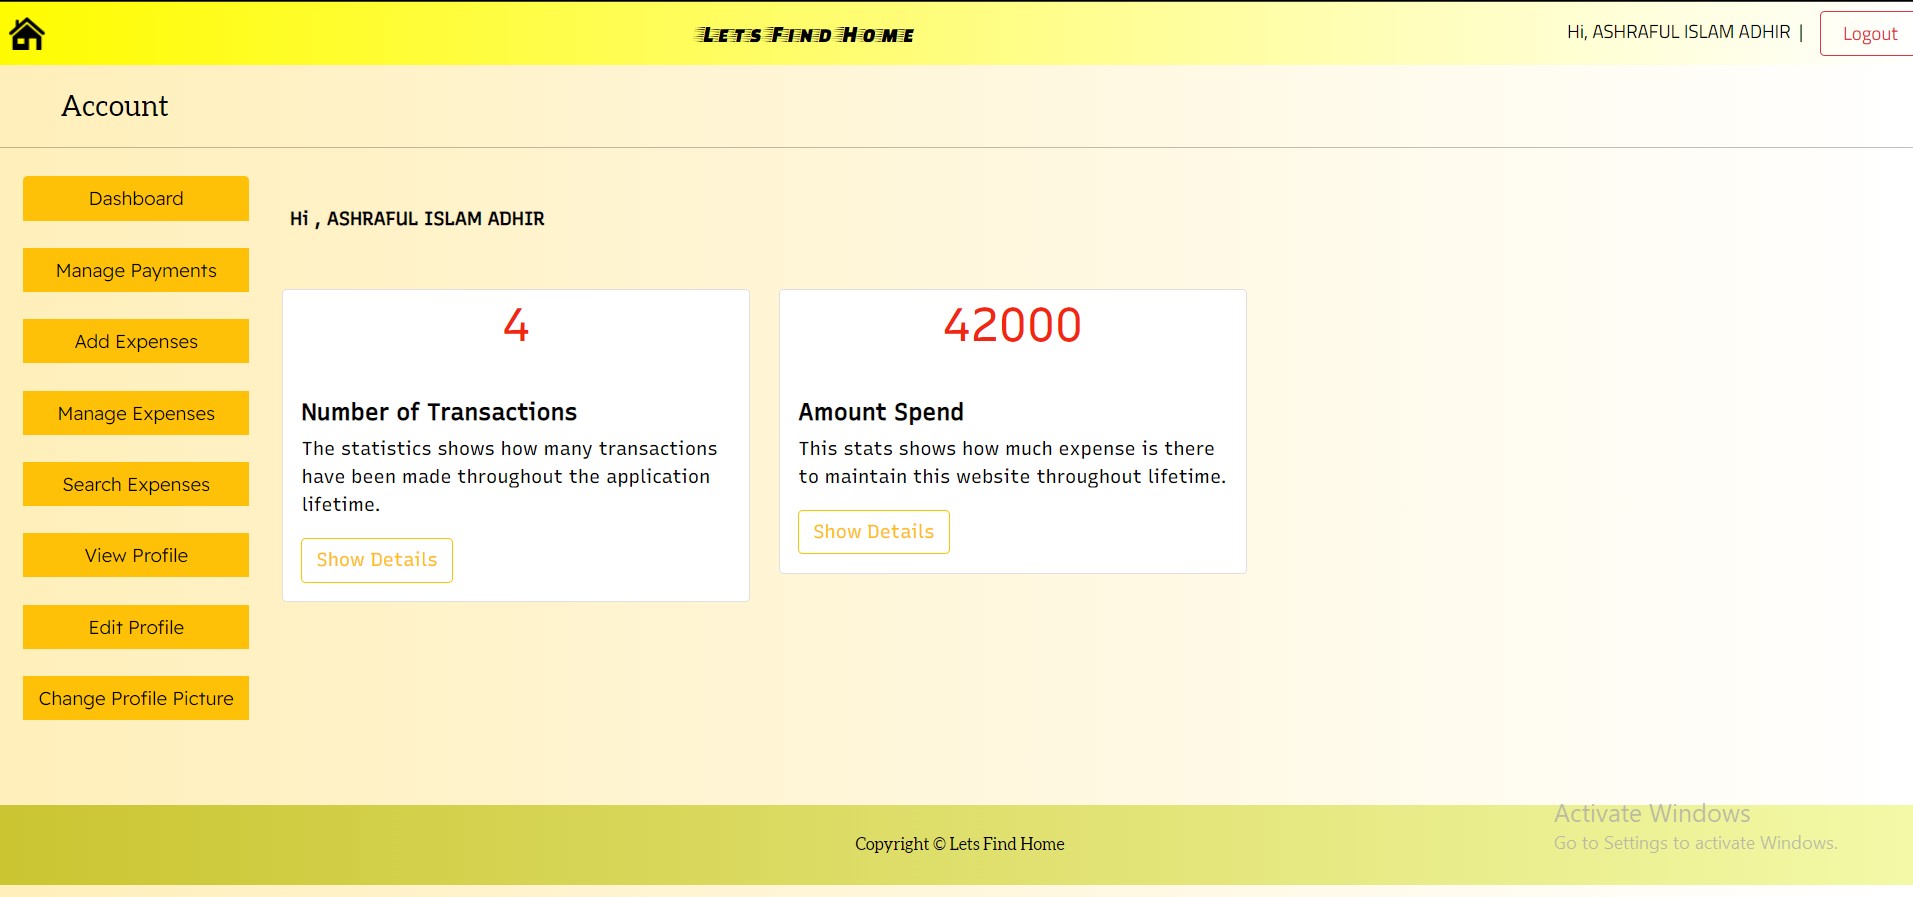 Lets Find Home
Hi, ASHRAFUL ISLAM ADHIR |
Logout
Account
Dashboard
Manage Payments
Add Expenses
Manage Expenses
Search Expenses
View Profile
Edit Profile
Change Profile Picture
Hi , ASHRAFUL ISLAM ADHIR
4
Number of Transactions
The statistics shows how many transactions
have been made throughout the application
lifetime.
Show Details
42000
Amount Spend
This stats shows how much expense is there
to maintain this website throughout lifetime.
Show Details
Copyright © Lets Find Home
Activate Windows
Go to Settings to activate Windows.